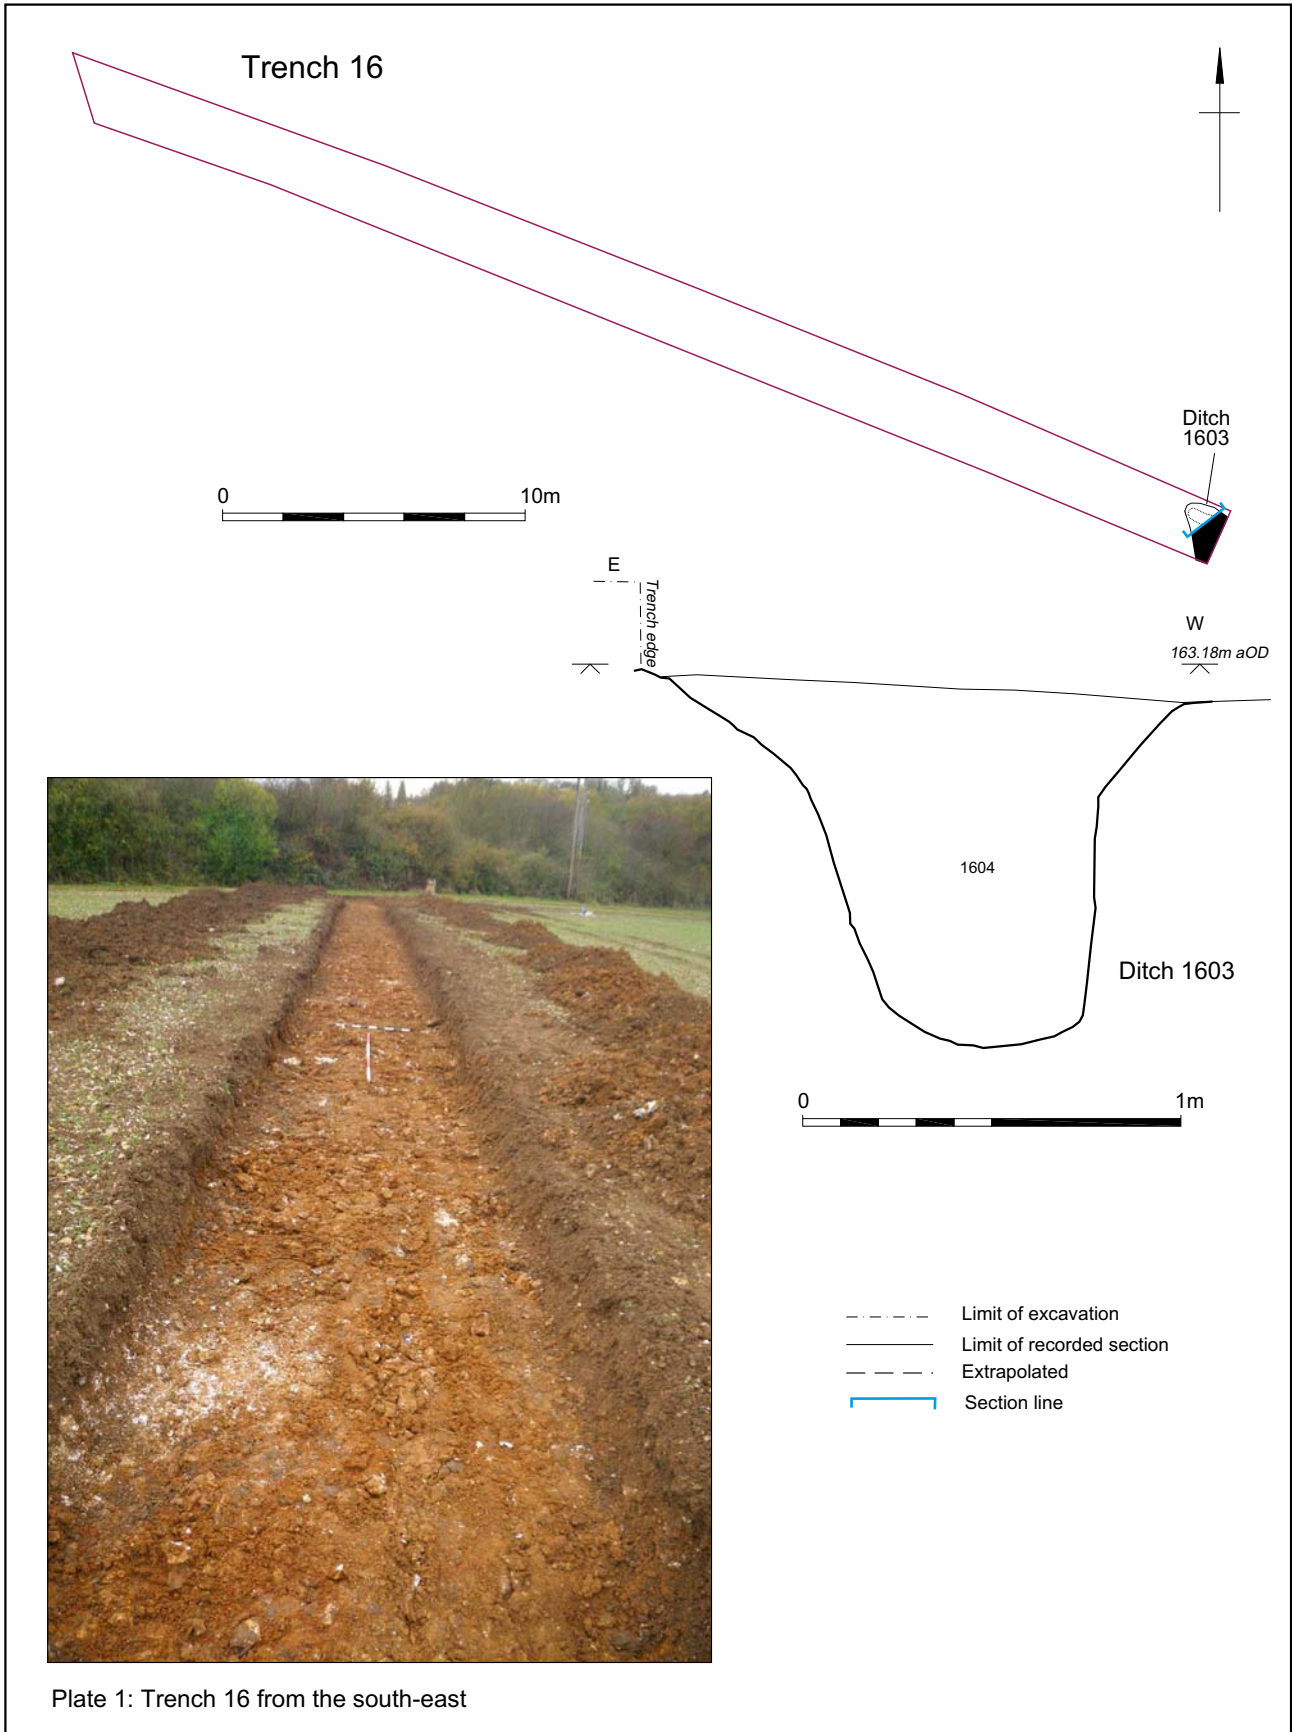 Trench 16
Ditch
1603
0 10m
E
Trench edge
W
163.18m aOD
1604
Ditch 1603
0 1m
Limit of excavation
Limit of recorded section
Extrapolated
Section line
Plate 1: Trench 16 from the south-east